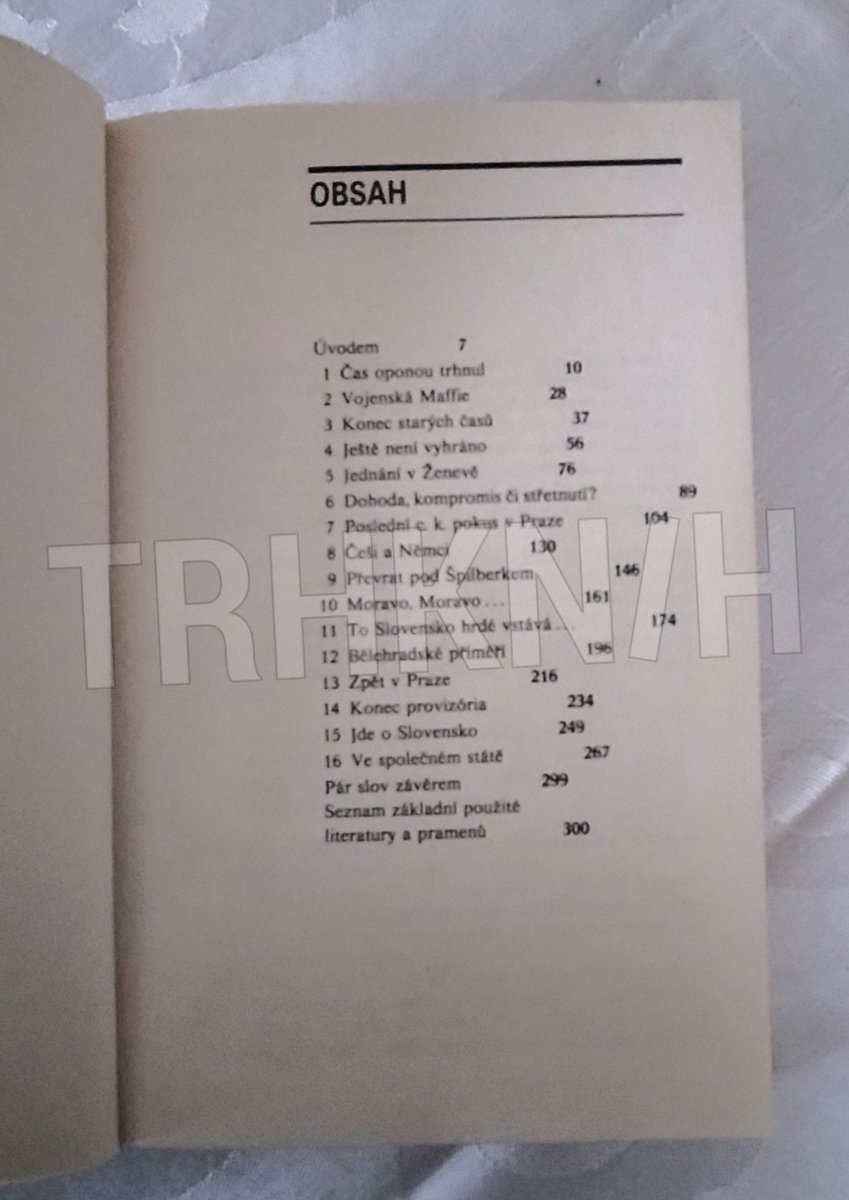 OBSAH
Úvodem 7
1 Čas oponou trhnul 10
2 Vojenská Maffie 28
3 Konec starých časů 37
4 Ještě není vyhráno 56
5 Jednání v Ženevě 76
6 Dohoda, kompromis či střetnutí? 89
7 Poslední c. k. pokus v Praze 104
8 Češi a Němci 130
9 Převrat pod Špilberkem 146
10 Moravo, Moravo... 161
11 To Slovensko hrdé vstává... 174
12 Bělehradské příměří 196
13 Zpět v Praze 216
14 Konec provizória 234
15 Jde o Slovensko 249
16 Ve společném státě 267
Pár slov závěrem 299
Seznam základní použité
literatury a pramenů 300
TRHKNIH